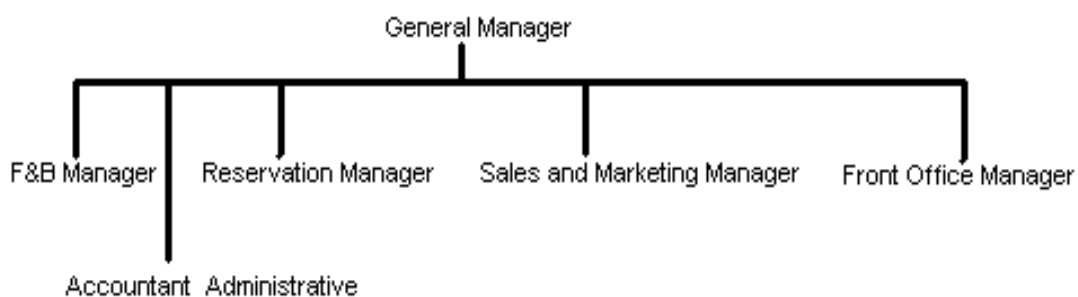 General Manager
F&B Manager
Reservation Manager
Sales and Marketing Manager
Front Office Manager
Accountant Administrative